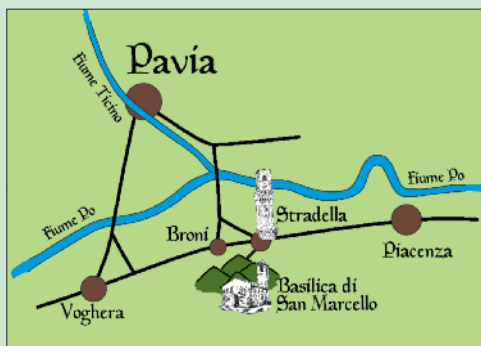 Pavia
Fiume Ticino
Fiume Po
Stradella
Fiume Po
Broni
Piacenza
Basilica di
San Marcello
Voghera